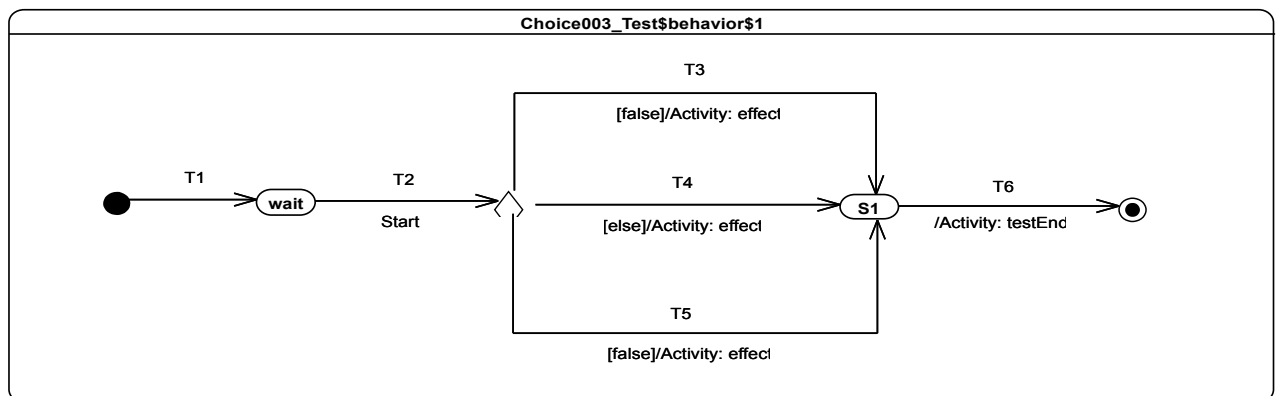 Choice003_Test$behavior$1
T3
[false]/Activity: effect
T1
wait
T2
Start
T4
[else]/Activity: effect
S1
T6
/Activity: testEnd
T5
[false]/Activity: effect